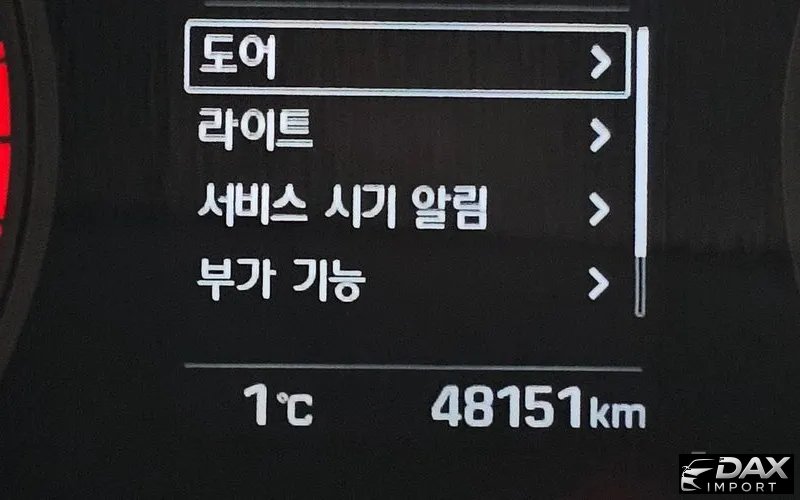 도어
라이트
서비스 시기 알림
부가 기능
1℃ 48151km
DAX
IMPORT